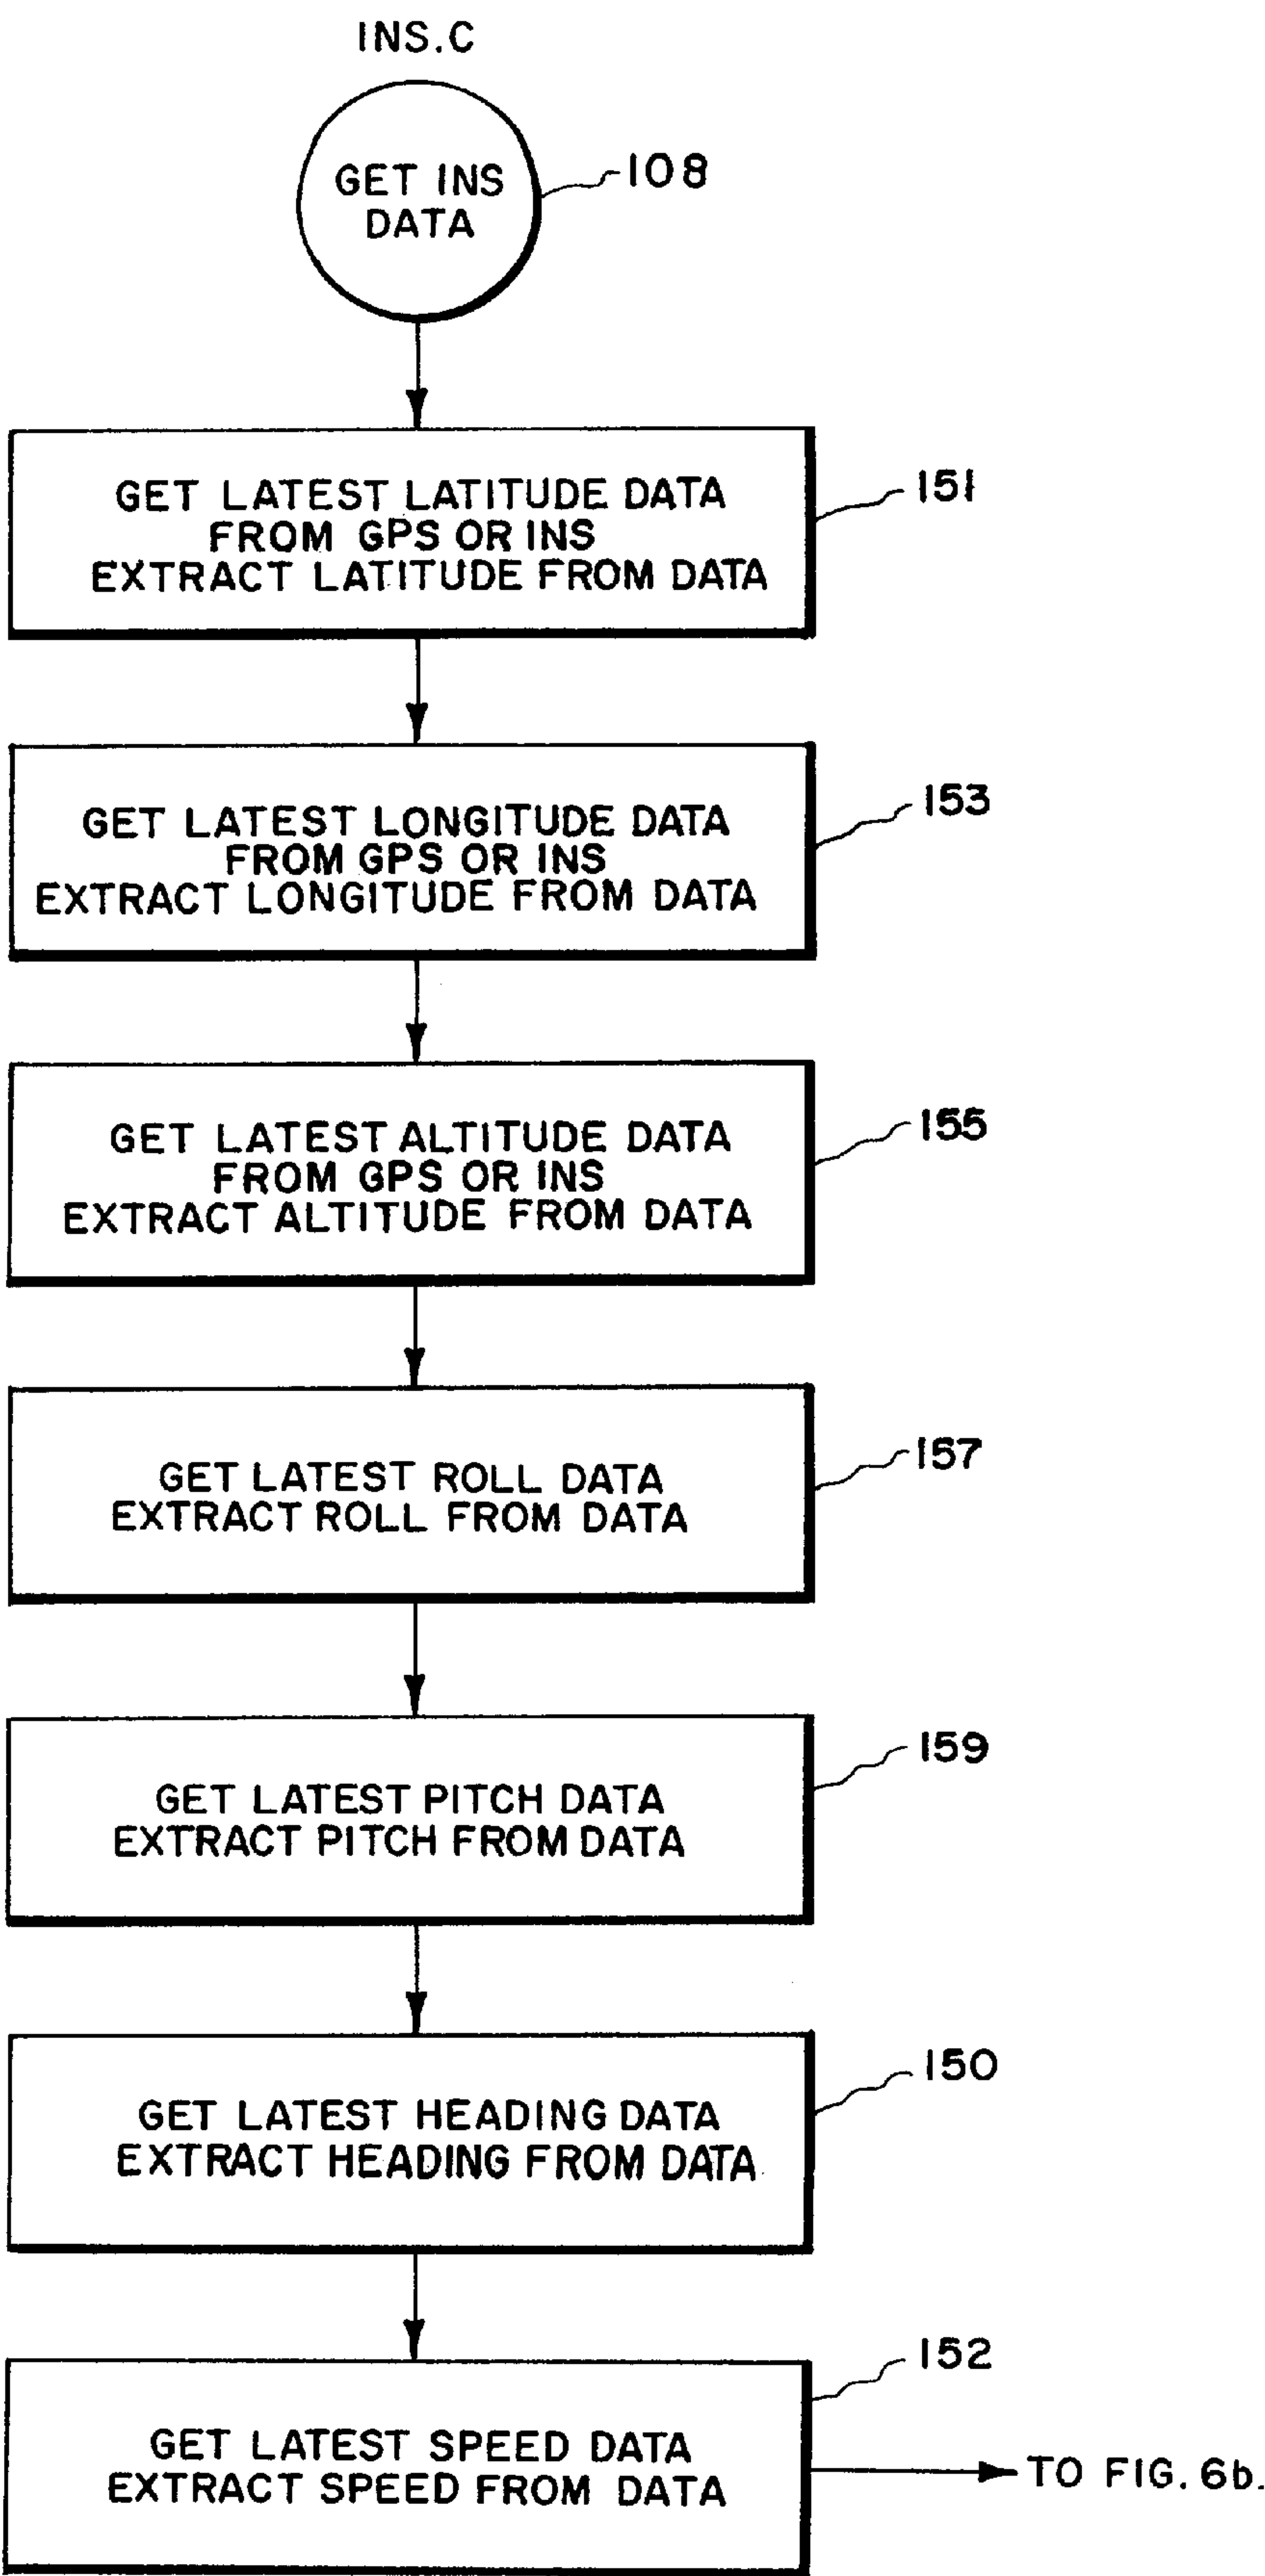 INS.C
GET INS
DATA
108
GET LATEST LATITUDE DATA
FROM GPS OR INS
EXTRACT LATITUDE FROM DATA
151
GET LATEST LONGITUDE DATA
FROM GPS OR INS
EXTRACT LONGITUDE FROM DATA
153
GET LATEST ALTITUDE DATA
FROM GPS OR INS
EXTRACT ALTITUDE FROM DATA
155
GET LATEST ROLL DATA
EXTRACT ROLL FROM DATA
157
GET LATEST PITCH DATA
EXTRACT PITCH FROM DATA
159
GET LATEST HEADING DATA
EXTRACT HEADING FROM DATA
150
GET LATEST SPEED DATA
EXTRACT SPEED FROM DATA
152
TO FIG. 6b.